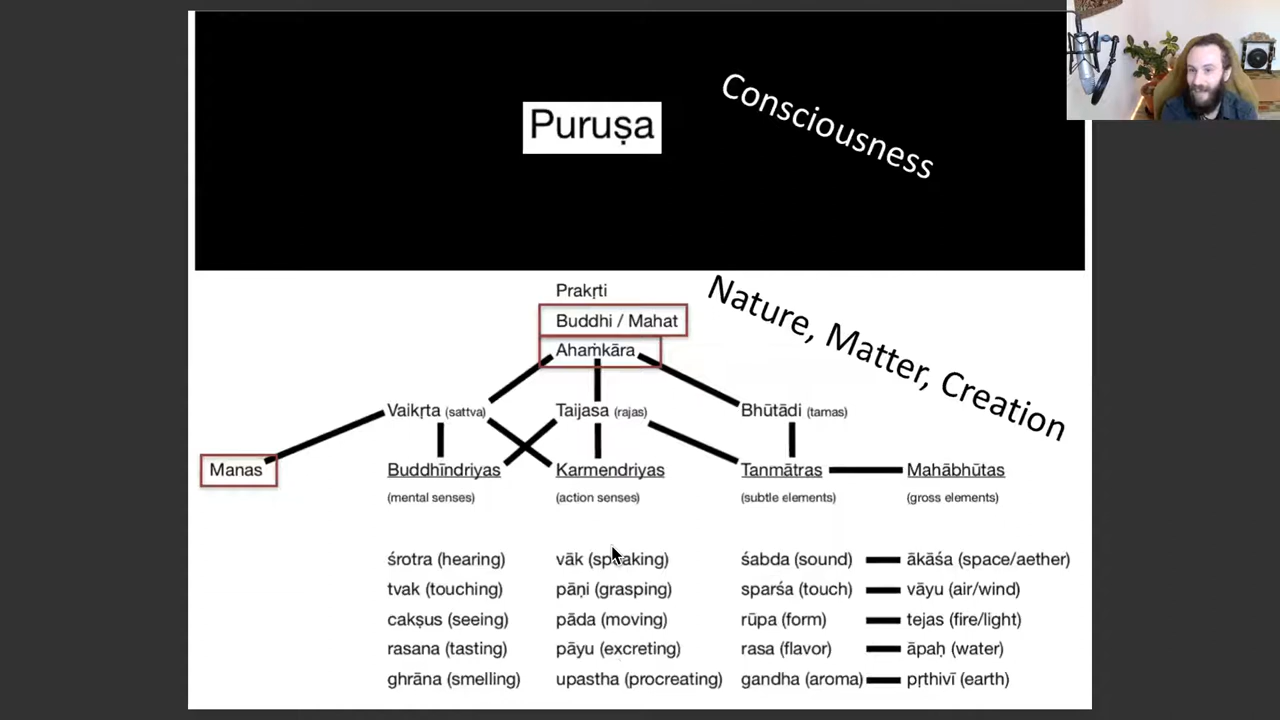 Puruṣa
Consciousness
Prakṛti
Nature, Matter, Creation
Buddhi / Mahat
Ahaṁkāra
Vaikṛta (sattva) Taijasa (rajas) Bhūtādi (tamas)
Manas Buddhīndriyas Karmendriyas Tanmātras Mahābhūtas
(mental senses) (action senses) (subtle elements) (gross elements)
śrotra (hearing) vāk (speaking) śabda (sound) ākāśa (space/aether)
tvak (touching) pāṇi (grasping) sparśa (touch) vāyu (air/wind)
cakṣus (seeing) pāda (moving) rūpa (form) tejas (fire/light)
rasana (tasting) pāyu (excreting) rasa (flavor) āpaḥ (water)
ghrāna (smelling) upastha (procreating) gandha (aroma) pṛthivī (earth)